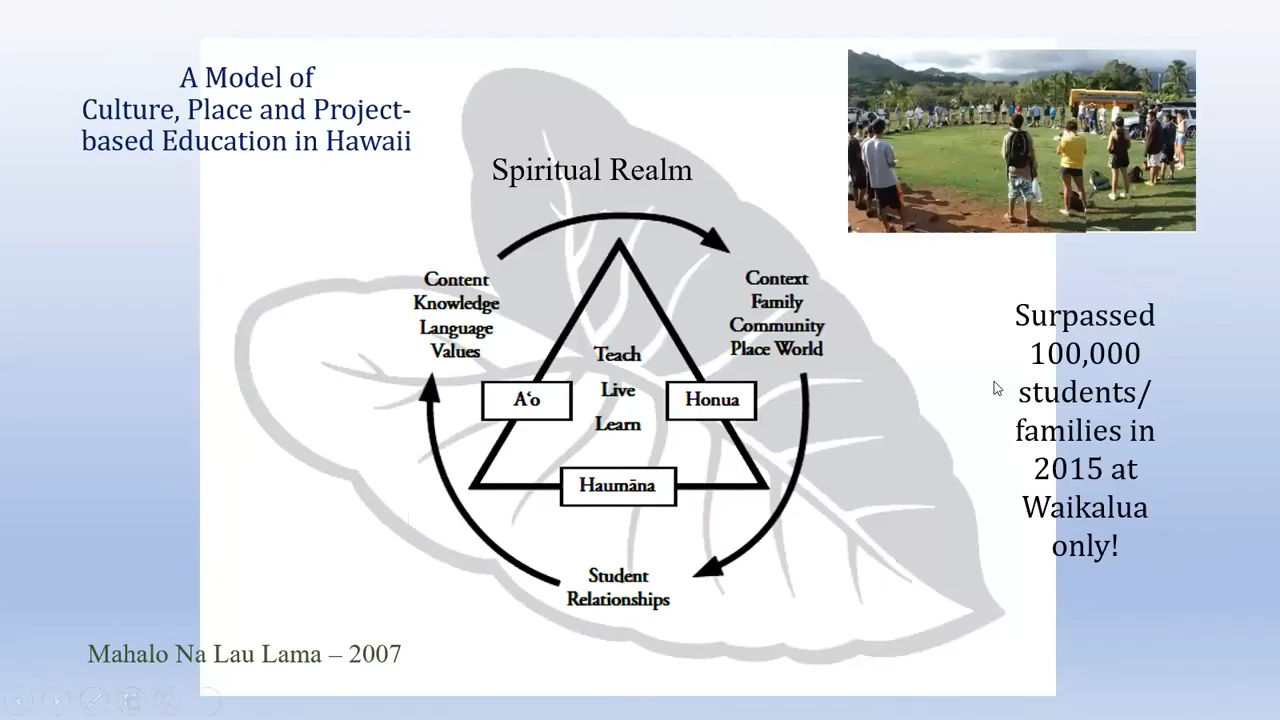 A Model of
Culture, Place and Project-
based Education in Hawaii
Spiritual Realm
Content
Knowledge
Language
Values
Context
Family
Community
Place World
Teach
Live
Learn
A‘o
Honua
Haumāna
Student
Relationships
Surpassed
100,000
students/
families in
2015 at
Waikalua
only!
Mahalo Na Lau Lama – 2007